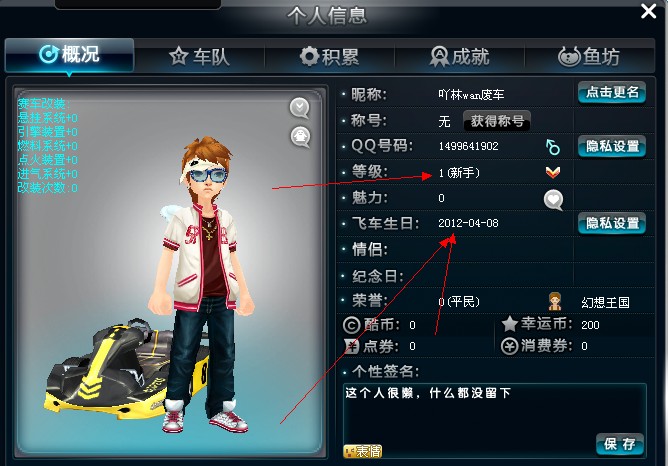 个人信息
概况
车队
积累
成就
鱼坊
赛车改装:
悬挂系统+0
引擎装置+0
燃料系统+0
点火装置+0
进气系统+0
改装次数:0
昵称: 吖林wan废车 点击更名
称号: 无 获得称号
QQ号码: 1499641902 隐私设置
等级: 1(新手)
魅力: 0
飞车生日: 2012-04-08 隐私设置
情侣:
纪念日:
荣誉: 0(平民) 幻想王国
酷币: 0 幸运币: 200
点券: 0 消费券: 0
个性签名:
这个人很懒，什么都没留下
表情
保存